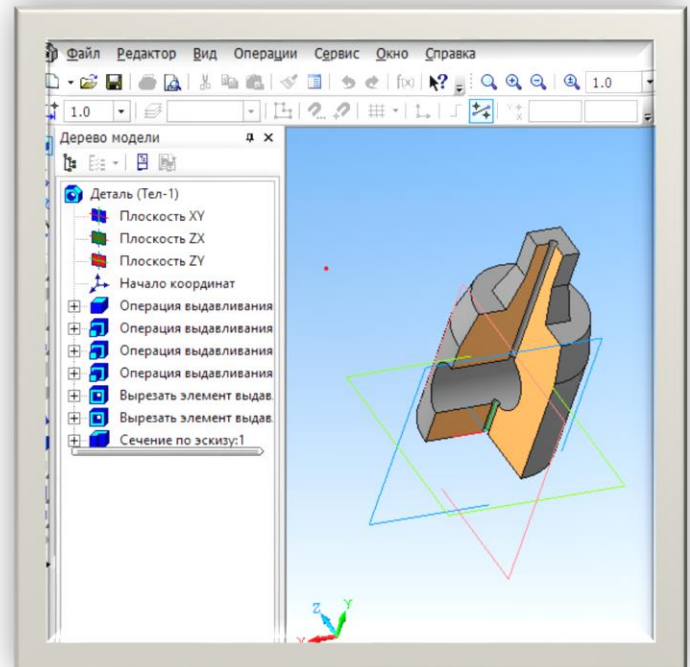 Файл Редактор Вид Операции Сервис Окно Справка
f(x) 1.0
1.0
Дерево модели
Деталь (Тел-1)
Плоскость XY
Плоскость ZX
Плоскость ZY
Начало координат
Операция выдавливания
Операция выдавливания
Операция выдавливания
Операция выдавливания
Вырезать элемент выдав
Вырезать элемент выдав
Сечение по эскизу:1
Z Y